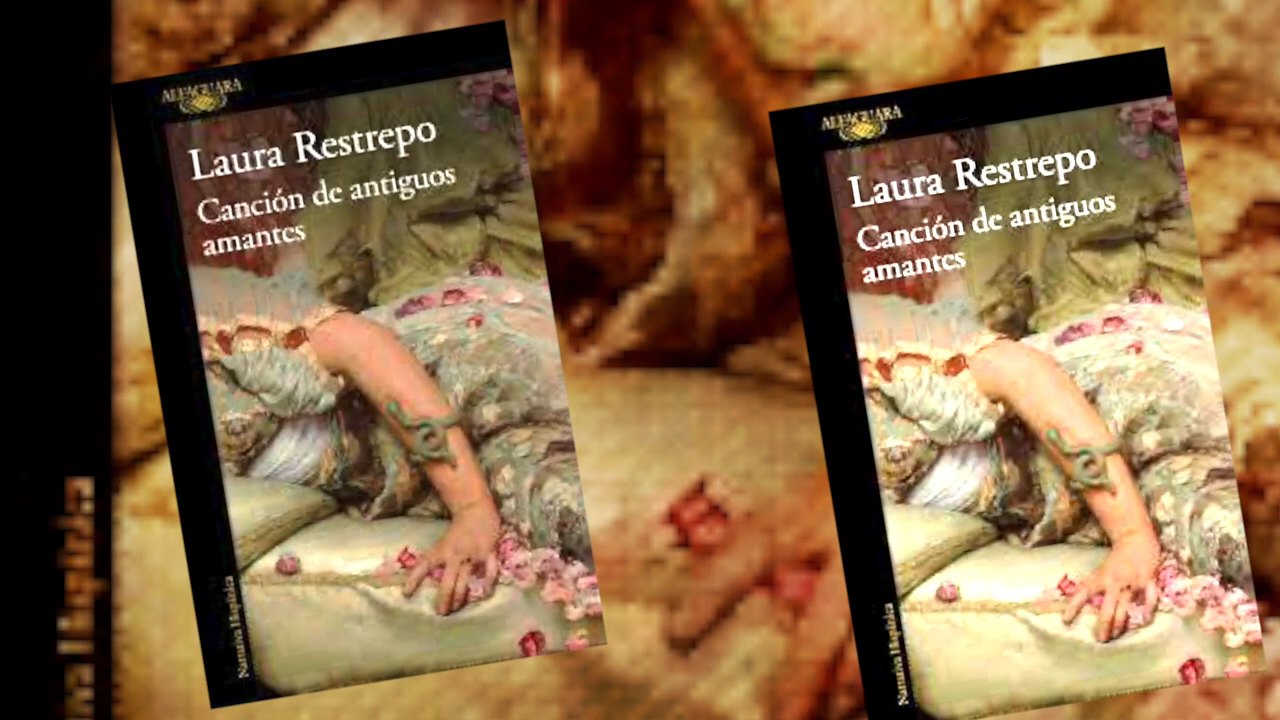 ALFAGUARA
Laura Restrepo
Canción de antiguos
amantes
Narrativa Hispánica
ALFAGUARA
Laura Restrepo
Canción de antiguos
amantes
Narrativa Hispánica